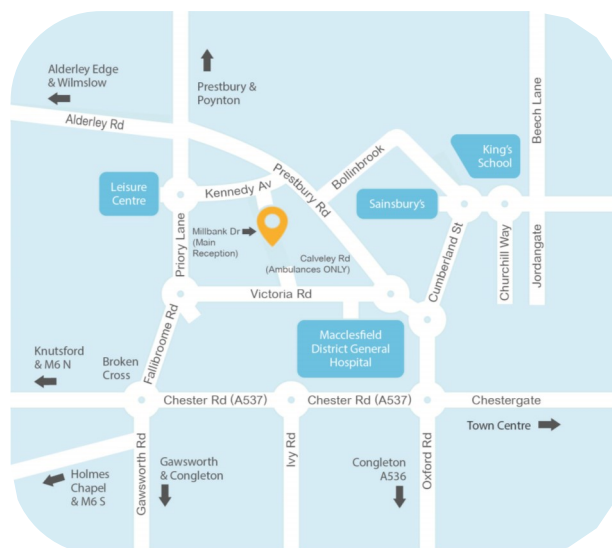 Alderley Edge
& Wilmslow
Prestbury &
Poynton
Alderley Rd
Beech Lane
King's
School
Bollinbrook
Prestbury Rd
Leisure
Centre
Kennedy Av
Sainsbury's
Millbank Dr
(Main
Reception)
Priory Lane
Calveley Rd
(Ambulances ONLY)
Cumberland St
Churchill Way
Jordangate
Victoria Rd
Fallibroome Rd
Macclesfield
District General
Hospital
Knutsford
& M6 N
Broken
Cross
Chester Rd (A537)
Chester Rd (A537)
Chestergate
Town Centre
Gawsworth Rd
Gawsworth
& Congleton
Ivy Rd
Congleton
A536
Oxford Rd
Holmes
Chapel
& M6 S